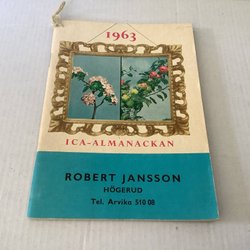 1963
ICA-ALMANACKAN
ROBERT JANSSON
HÖGERUD
Tel. Arvika 510 08